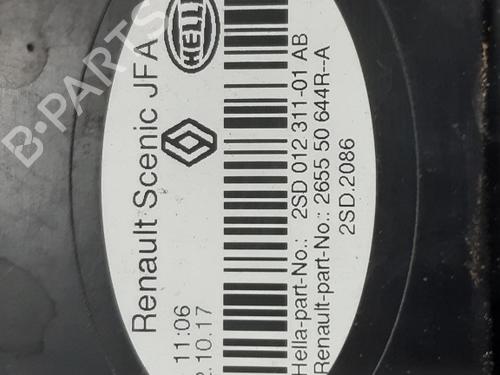 Renault Scenic JFA
HELLA
11:06
2.10.17
Hella-part-No.: 2SD 012 311-01 AB
Renault-part-No.: 2655 50 644R--A
2SD.2086
B-PARTS